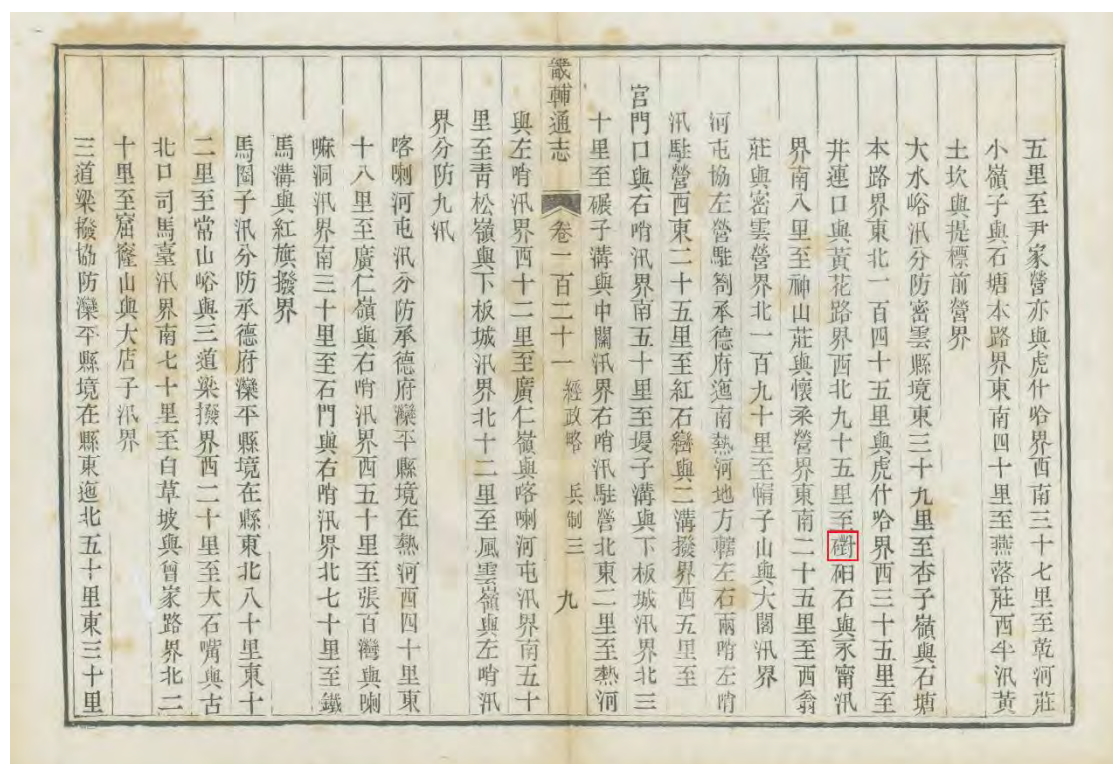 五里至尹家營亦與虎什哈界西南三十七里至乾河莊
小嶺子與石塘本路界東南四十里至燕落莊西半汛黃
土坎與提標前營界
大水峪汛分防密雲縣境東三十九里至杏子嶺與石塘
本路界東北一百四十五里與虎什哈界西三十五里至
井連口與黃花路界西北九十五里至石與永甯汛
界南八里至神山莊與懷柔營界東南二十五里至西翁
莊與密雲營界北一百九十里至帽子山與大閣汛界
河屯協左營駐劄承德府迤南熱河地方轄左右兩哨左哨
汛駐營西東二十五里至紅石巒與二溝撥界西五里至
宮門口與右哨汛界南五十里至墁子溝與下板城汛界北三
十里至碾子溝與中關汛界右哨汛駐營北東二里至熱河
畿輔通志 卷一百二十一 經政略 兵制三 九
與左哨汛界西十二里至廣仁嶺與喀喇河屯汛界南五十
里至青松嶺與下板城汛界北十二里至風雲嶺與左哨汛
界分防九汛
喀喇河屯汛分防承德府灤平縣境在熱河西四十里東
十八里至廣仁嶺與右哨汛界西五十里至張百灣與喇
嘛洞汛界南三十里至石門與右哨汛界北七十里至鐵
馬溝與紅旗撥界
馬圈子汛分防承德府灤平縣境在縣東北八十里東十
二里至常山峪與三道梁撥界西二十里至大石嘴與古
北口司馬臺汛界南七十里至白草坡與曾家路界北二
十里至窟窿山與大店子汛界
三道梁撥協防灤平縣境在縣東迤北五十里東三十里